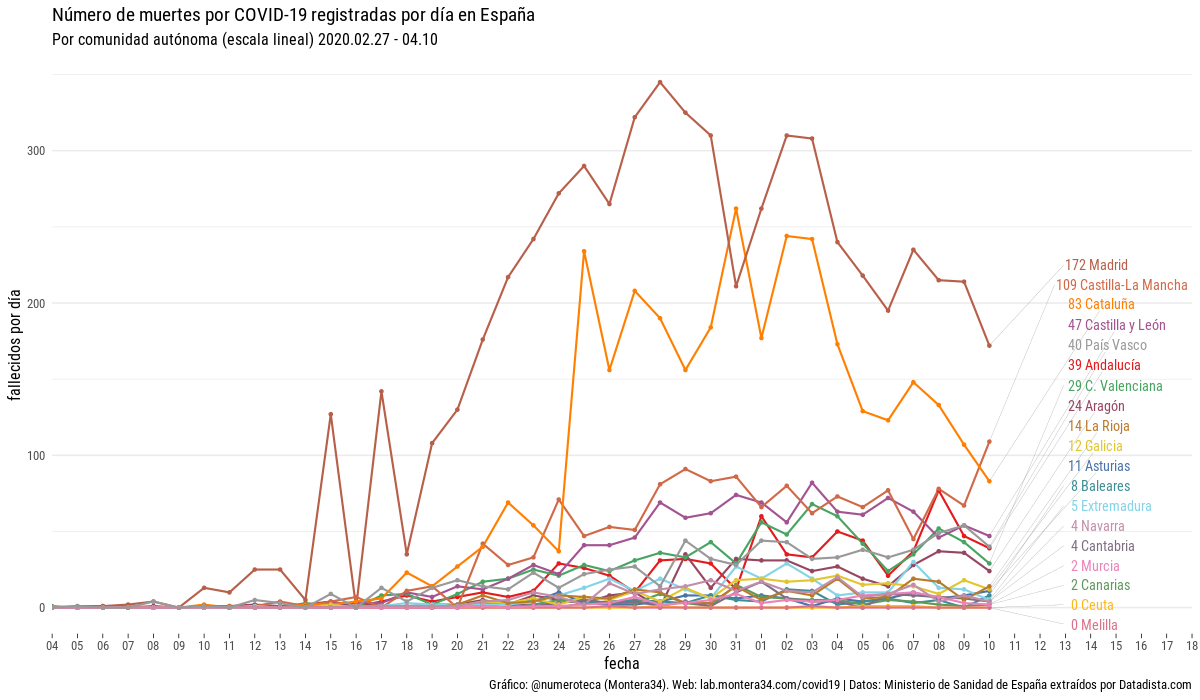 Número de muertes por COVID-19 registradas por día en España
Por comunidad autónoma (escala lineal) 2020.02.27 - 04.10
fallecidos por día
300
200
100
0
172 Madrid
109 Castilla-La Mancha
83 Cataluña
47 Castilla y León
40 País Vasco
39 Andalucía
29 C. Valenciana
24 Aragón
14 La Rioja
12 Galicia
11 Asturias
8 Baleares
5 Extremadura
4 Navarra
4 Cantabria
2 Murcia
2 Canarias
0 Ceuta
0 Melilla
04 05 06 07 08 09 10 11 12 13 14 15 16 17 18 19 20 21 22 23 24 25 26 27 28 29 30 31 01 02 03 04 05 06 07 08 09 10 11 12 13 14 15 16 17 18
fecha
Gráfico: @numeroteca (Montera34). Web: lab.montera34.com/covid19 | Datos: Ministerio de Sanidad de España extraídos por Datadista.com